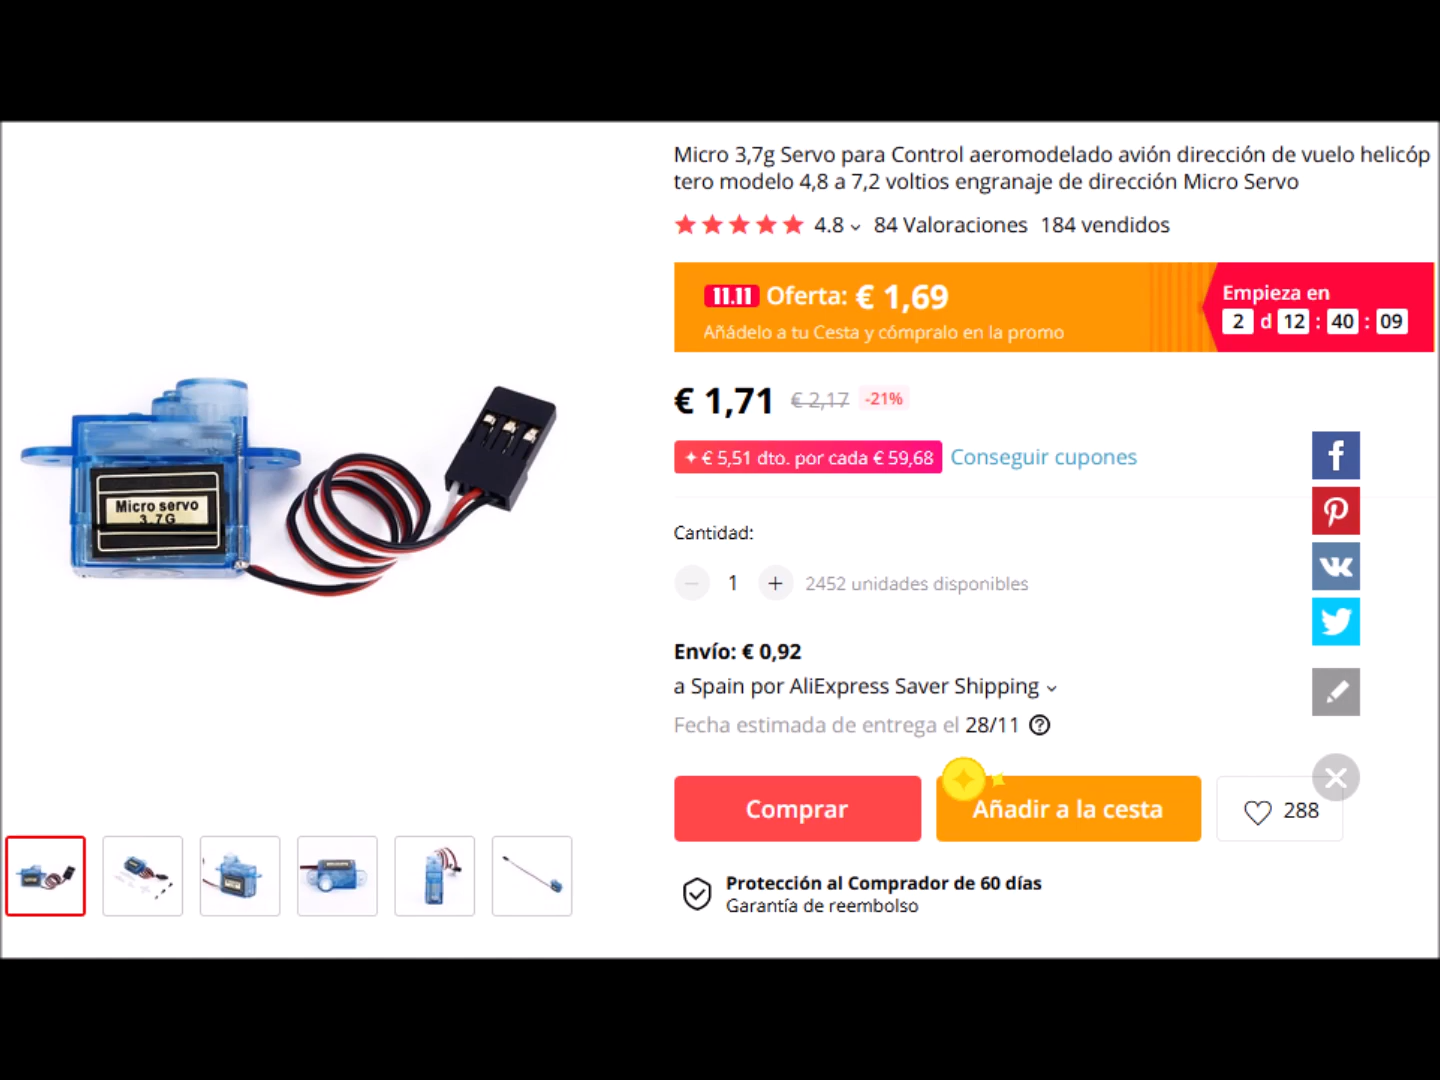 Micro 3,7g Servo para Control aeromodelado avión dirección de vuelo helicóp
tero modelo 4,8 a 7,2 voltios engranaje de dirección Micro Servo
4.8 84 Valoraciones 184 vendidos
11.11 Oferta: € 1,69
Añádelo a tu Cesta y cómpralo en la promo
Empieza en
2 d 12 : 40 : 09
€ 1,71 € 2,17 -21%
€ 5,51 dto. por cada € 59,68 Conseguir cupones
Micro servo
3.7G
Cantidad:
1 + 2452 unidades disponibles
Envío: € 0,92
a Spain por AliExpress Saver Shipping
Fecha estimada de entrega el 28/11 ?
Comprar
Añadir a la cesta
288
Protección al Comprador de 60 días
Garantía de reembolso